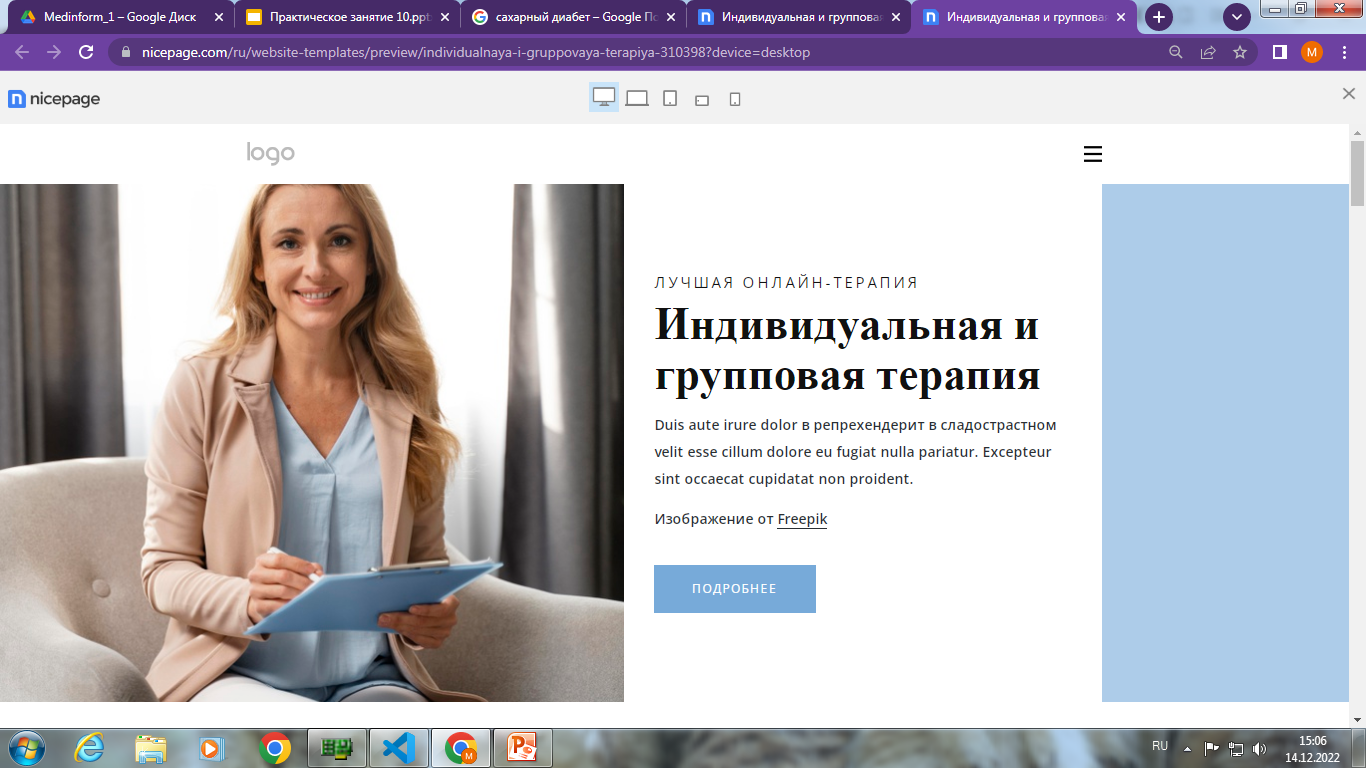 Medinform_1 – Google Диск
Практическое занятие 10.pptx
сахарный диабет – Google По
Индивидуальная и группова
Индивидуальная и группова
nicepage.com/ru/website-templates/preview/individualnaya-i-gruppovaya-terapiya-310398?device=desktop
M
nicepage
logo
ЛУЧШАЯ ОНЛАЙН-ТЕРАПИЯ
Индивидуальная и
групповая терапия
Duis aute irure dolor в репрехендерит в сладострастном
velit esse cillum dolore eu fugiat nulla pariatur. Excepteur
sint occaecat cupidatat non proident.
Изображение от Freepik
ПОДРОБНЕЕ
RU
15:06
14.12.2022